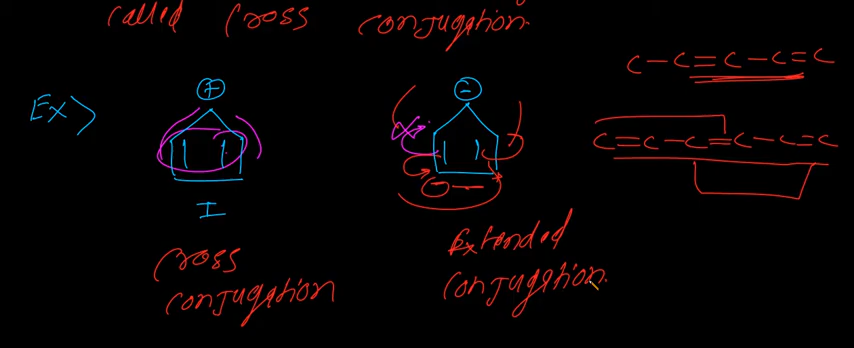 called Cross conjugation.
C-C=C-C=C
Ex>
+
-
C=C-C=C-C=C
I
Cross
conjugation
Extended
conjugation.